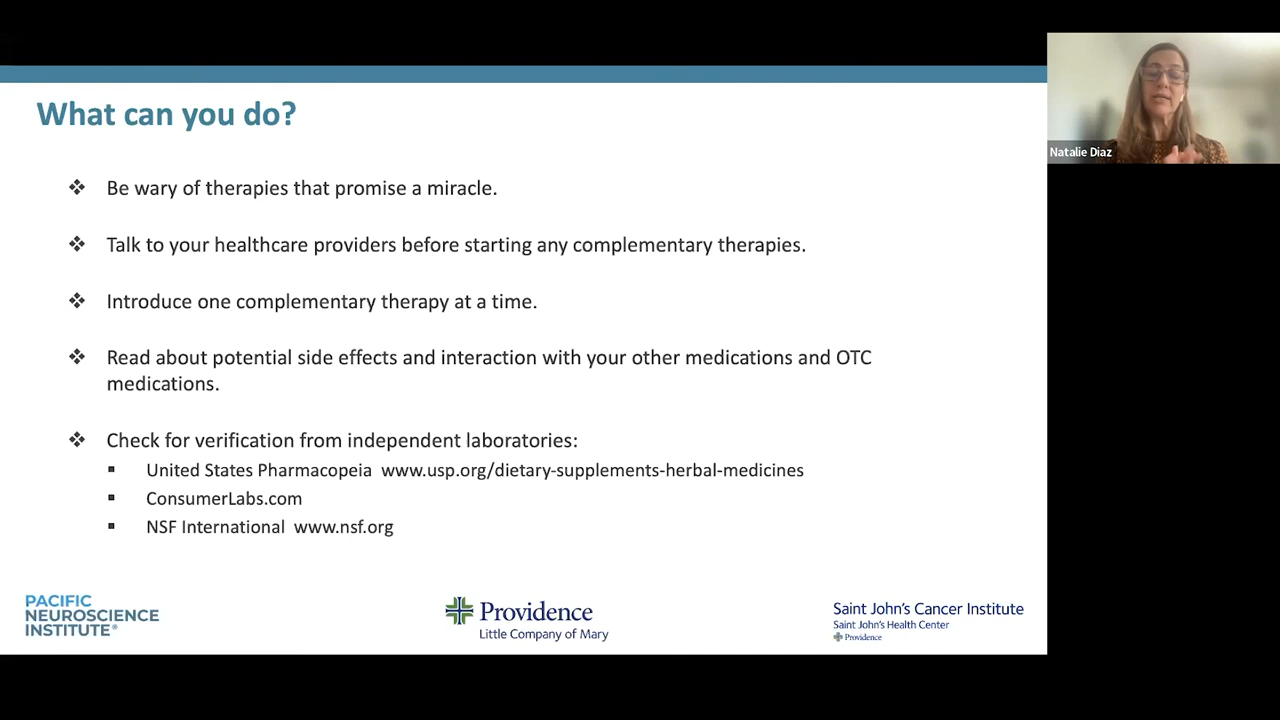 What can you do?
Natalie Diaz
❖ Be wary of therapies that promise a miracle.
❖ Talk to your healthcare providers before starting any complementary therapies.
❖ Introduce one complementary therapy at a time.
❖ Read about potential side effects and interaction with your other medications and OTC
medications.
❖ Check for verification from independent laboratories:
▪ United States Pharmacopeia www.usp.org/dietary-supplements-herbal-medicines
▪ ConsumerLabs.com
▪ NSF International www.nsf.org
PACIFIC
NEUROSCIENCE
INSTITUTE®
Providence
Little Company of Mary
Saint John's Cancer Institute
Saint John's Health Center
Providence